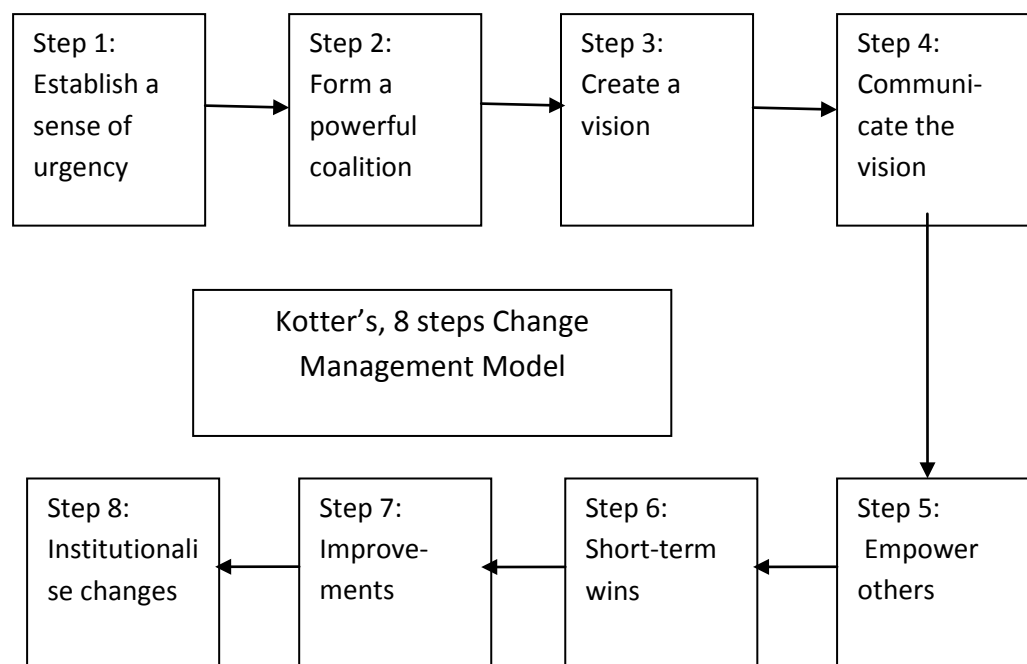 Step 1:
Establish a
sense of
urgency
Step 2:
Form a
powerful
coalition
Step 3:
Create a
vision
Step 4:
Communi-
cate the
vision
Kotter’s, 8 steps Change
Management Model
Step 8:
Institutionali
se changes
Step 7:
Improve-
ments
Step 6:
Short-term
wins
Step 5:
Empower
others